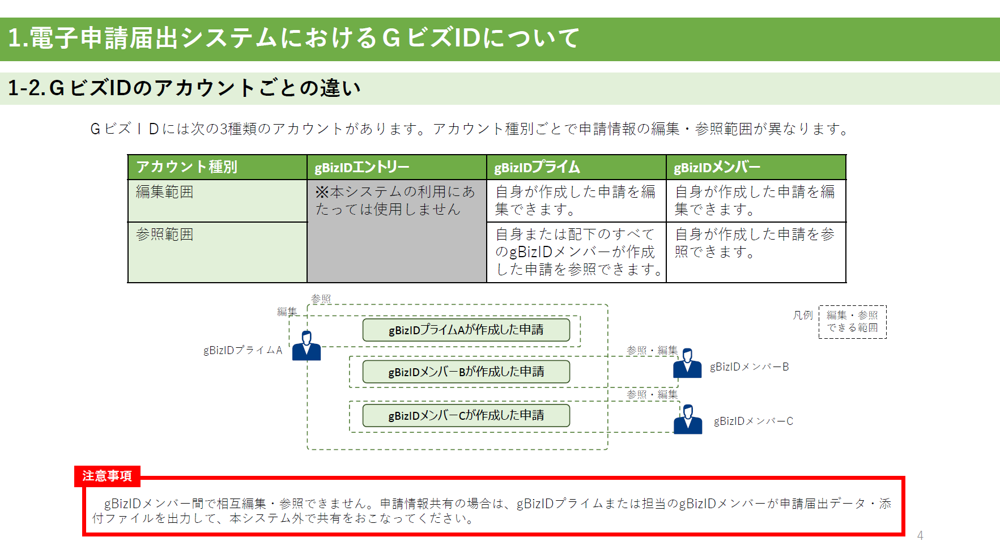 1.電子申請届出システムにおけるＧビズIDについて
1-2.ＧビズIDのアカウントごとの違い
ＧビズＩＤには次の3種類のアカウントがあります。アカウント種別ごとで申請情報の編集・参照範囲が異なります。
アカウント種別 gBizIDエントリー gBizIDプライム gBizIDメンバー
編集範囲
※本システムの利用にあ
たっては使用しません
自身が作成した申請を編
集できます。
自身が作成した申請を編
集できます。
参照範囲
自身または配下のすべて
のgBizIDメンバーが作成
した申請を参照できます。
自身が作成した申請を参
照できます。
参照
編集
gBizIDプライムA
gBizIDプライムAが作成した申請
凡例
編集・参照
できる範囲
参照・編集
gBizIDメンバーBが作成した申請
gBizIDメンバーB
参照・編集
gBizIDメンバーCが作成した申請
gBizIDメンバーC
注意事項
gBizIDメンバー間で相互編集・参照できません。申請情報共有の場合は、gBizIDプライムまたは担当のgBizIDメンバーが申請届出データ・添
付ファイルを出力して、本システム外で共有をおこなってください。
4